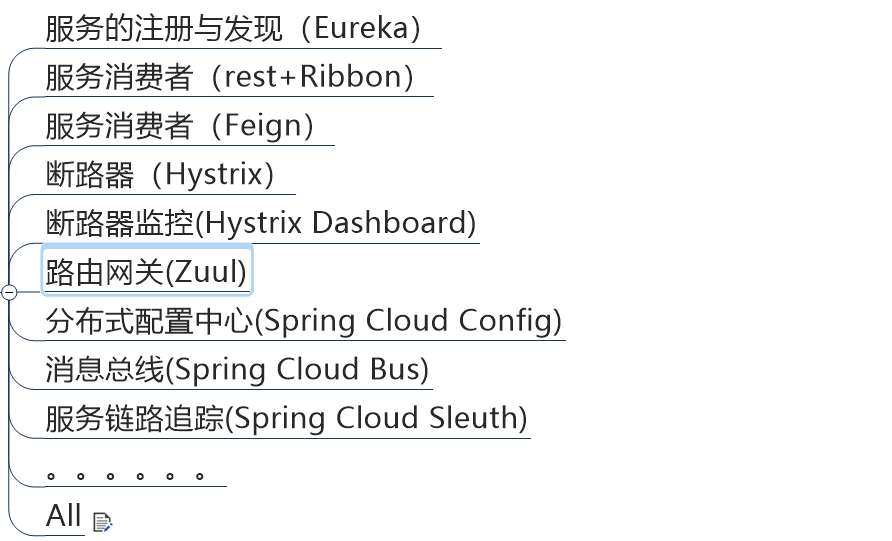 服务的注册与发现（Eureka）
服务消费者（rest+Ribbon）
服务消费者（Feign）
断路器（Hystrix）
断路器监控(Hystrix Dashboard)
路由网关(Zuul)
分布式配置中心(Spring Cloud Config)
消息总线(Spring Cloud Bus)
服务链路追踪(Spring Cloud Sleuth)
。。。。。。
All